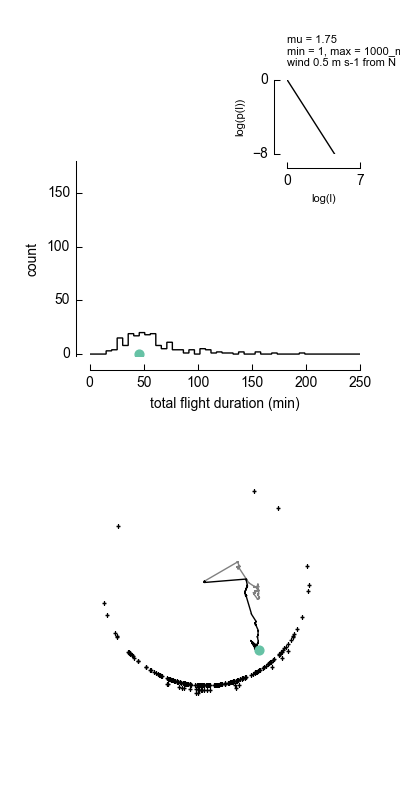 mu = 1.75
min = 1, max = 1000_m
wind 0.5 m s-1 from N
0
log(p(l))
−8
0 7
log(l)
150
count
100
50
0
0 50 100 150 200 250
total flight duration (min)